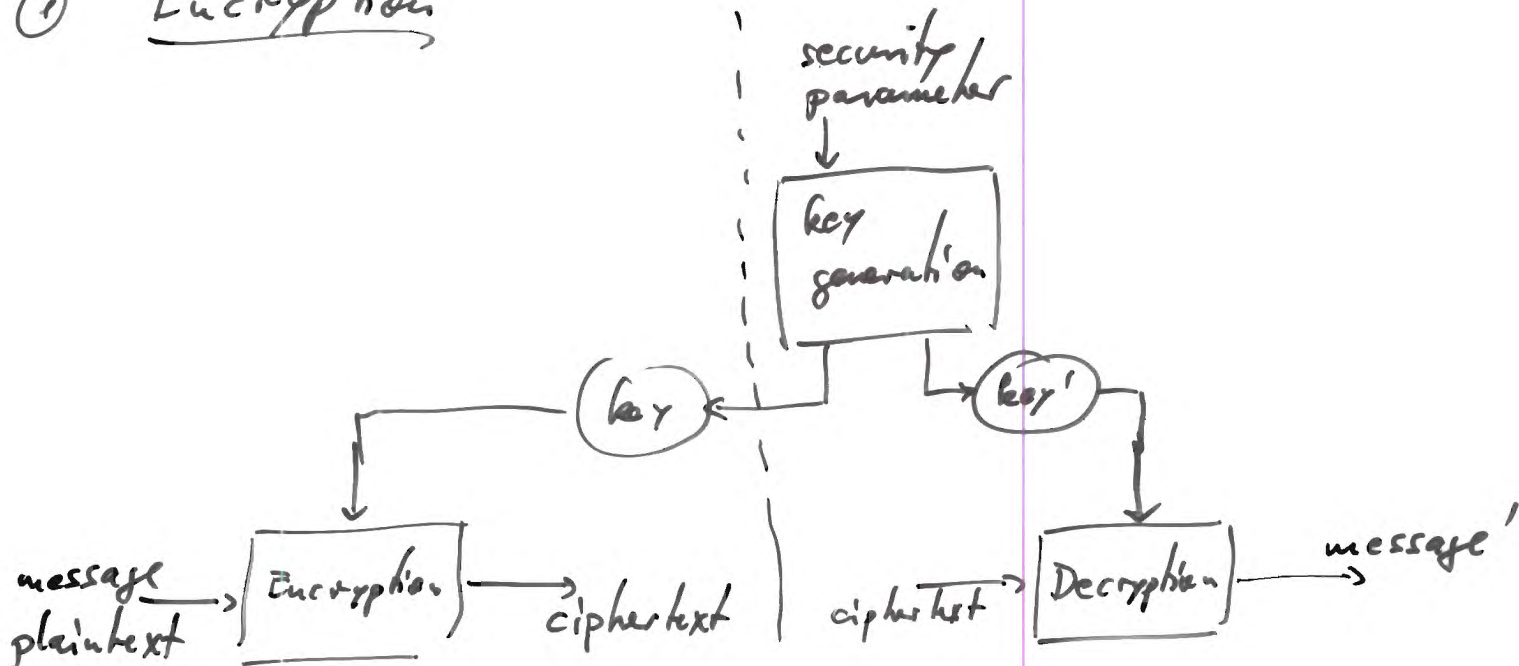 ① Encryption
security
parameter
key
generation
key
key'
message
plaintext
Encryption
ciphertext
ciphertext
Decryption
message'